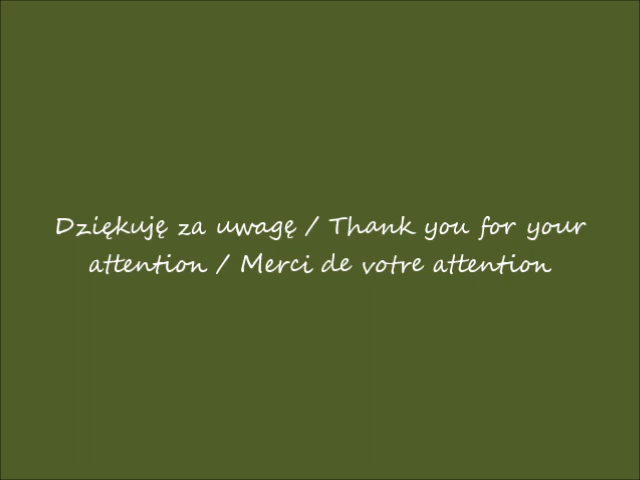 Dziękuję za uwagę / Thank you for your
attention / Merci de votre attention